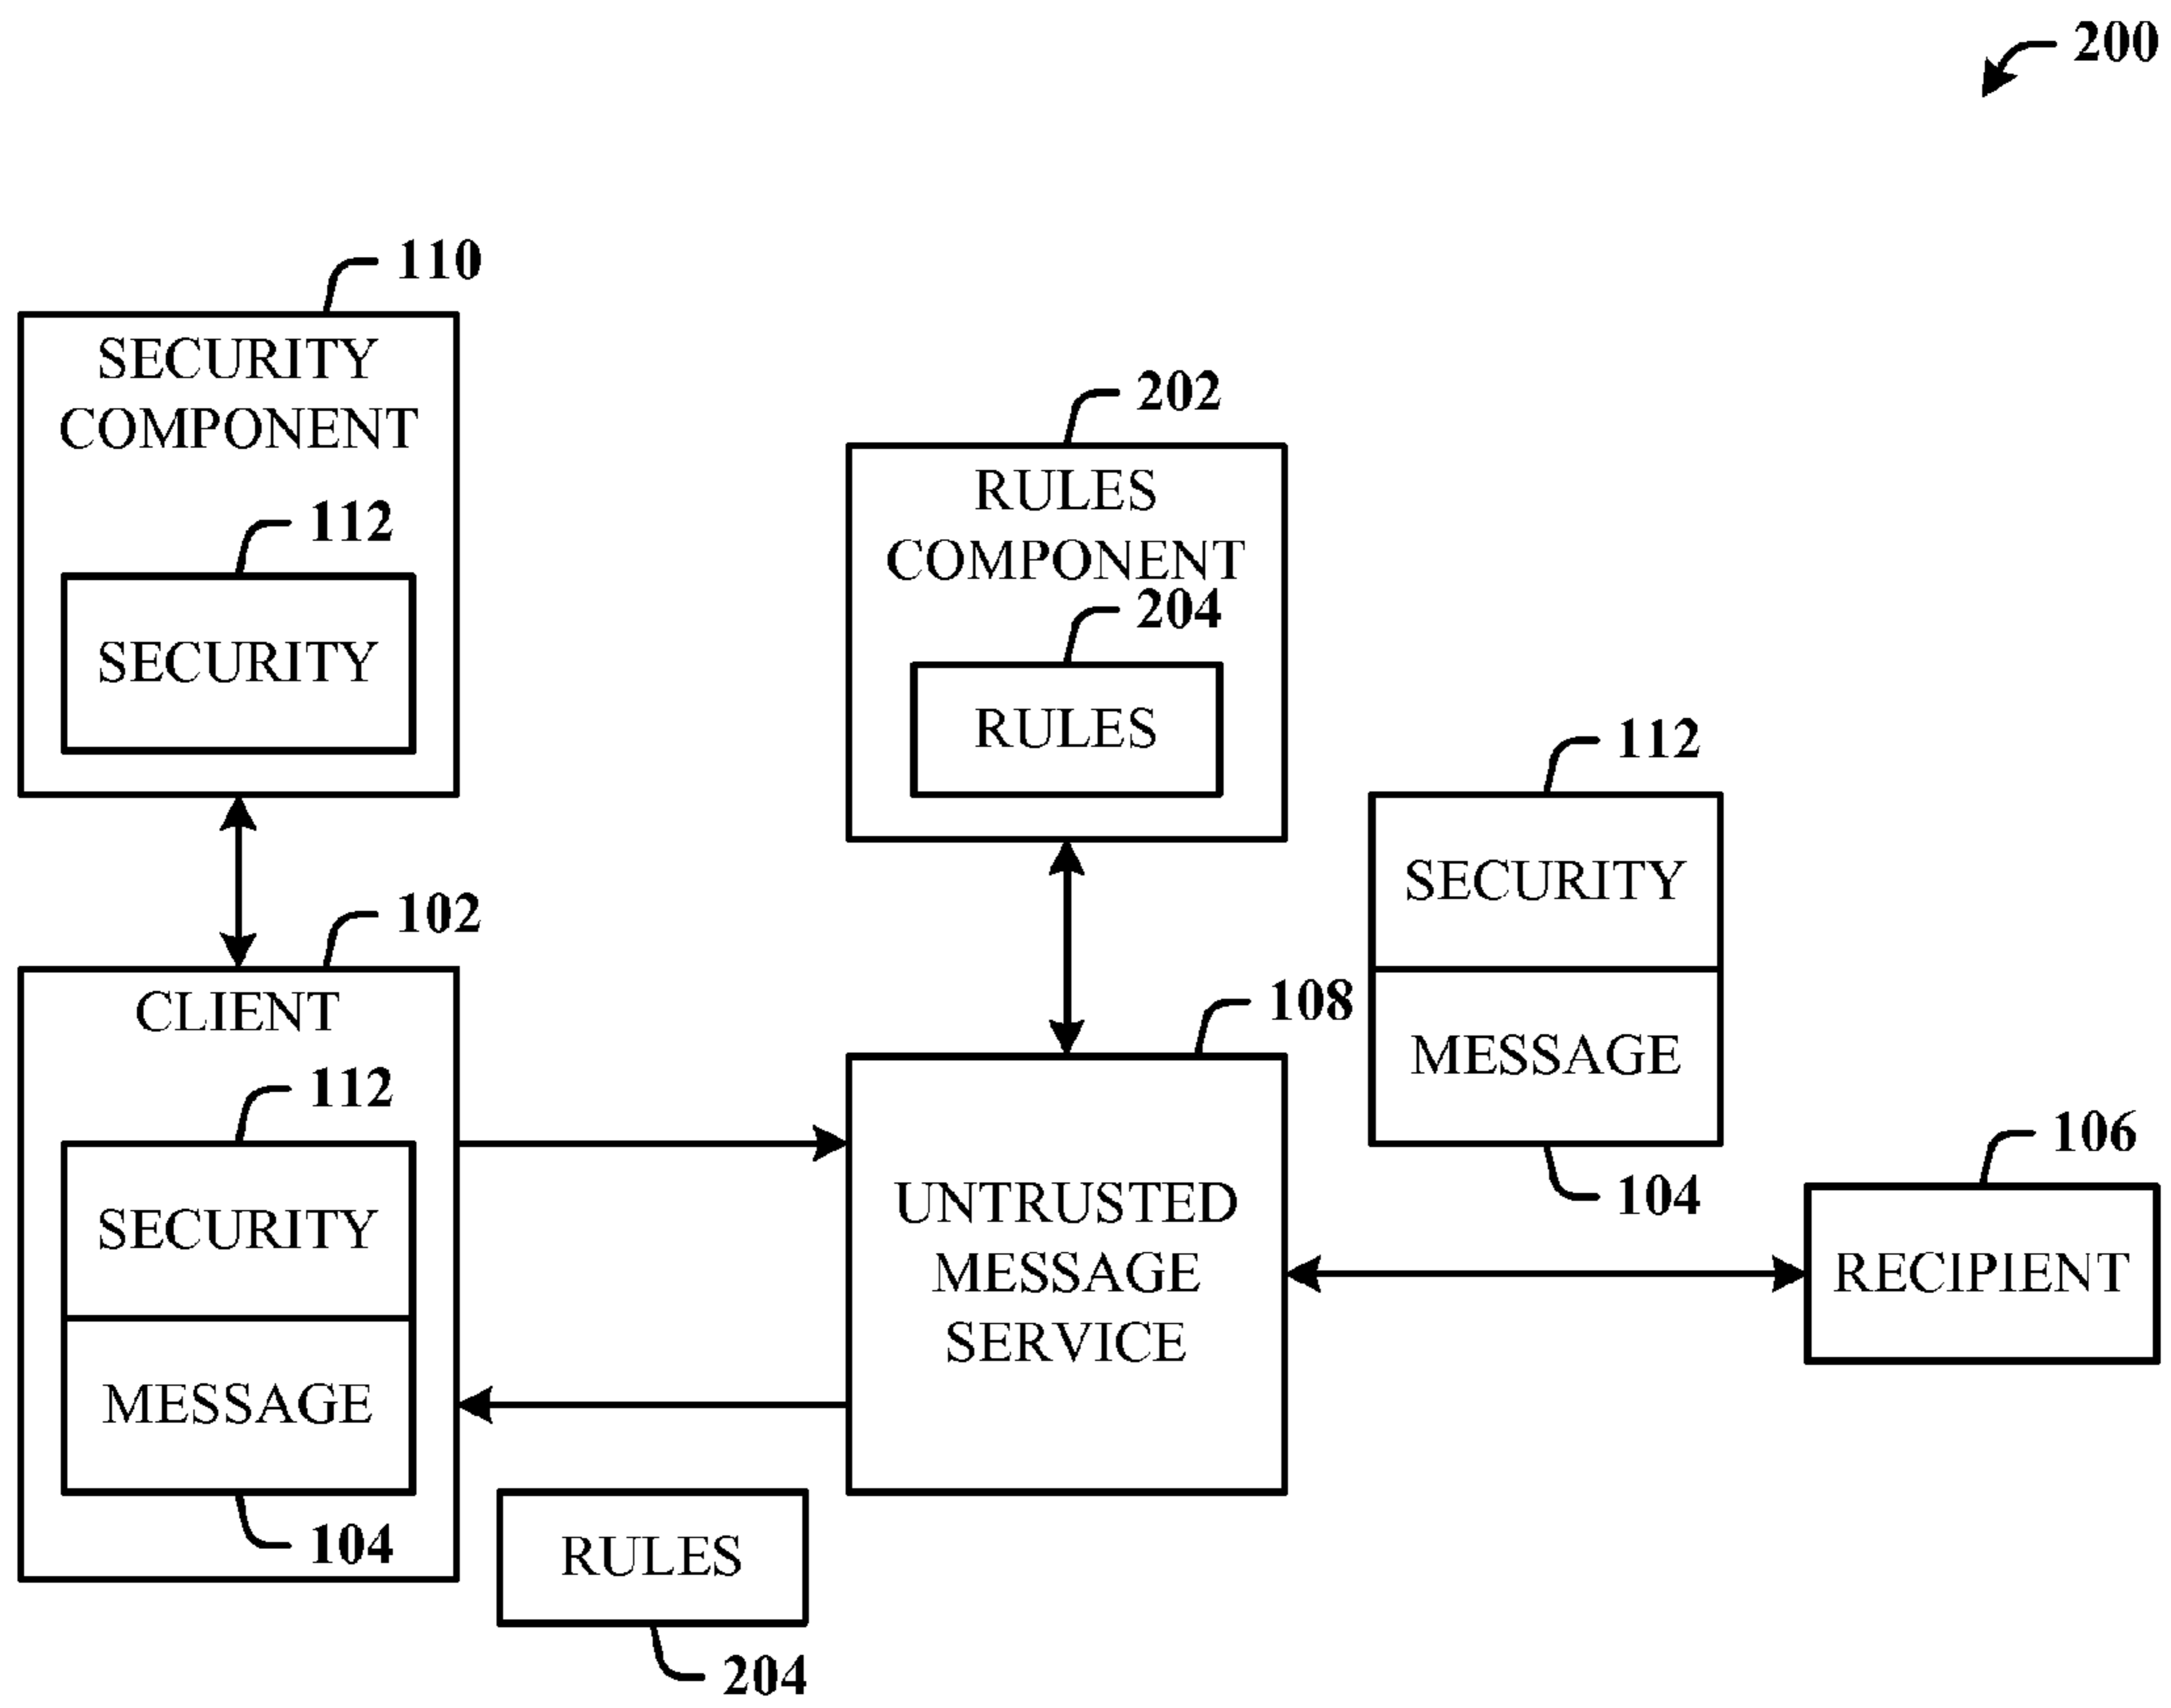 200
110
SECURITY
COMPONENT
112
SECURITY
202
RULES
COMPONENT
204
RULES
112
SECURITY
MESSAGE
104
102
CLIENT
112
SECURITY
MESSAGE
104
108
UNTRUSTED
MESSAGE
SERVICE
106
RECIPIENT
RULES
204